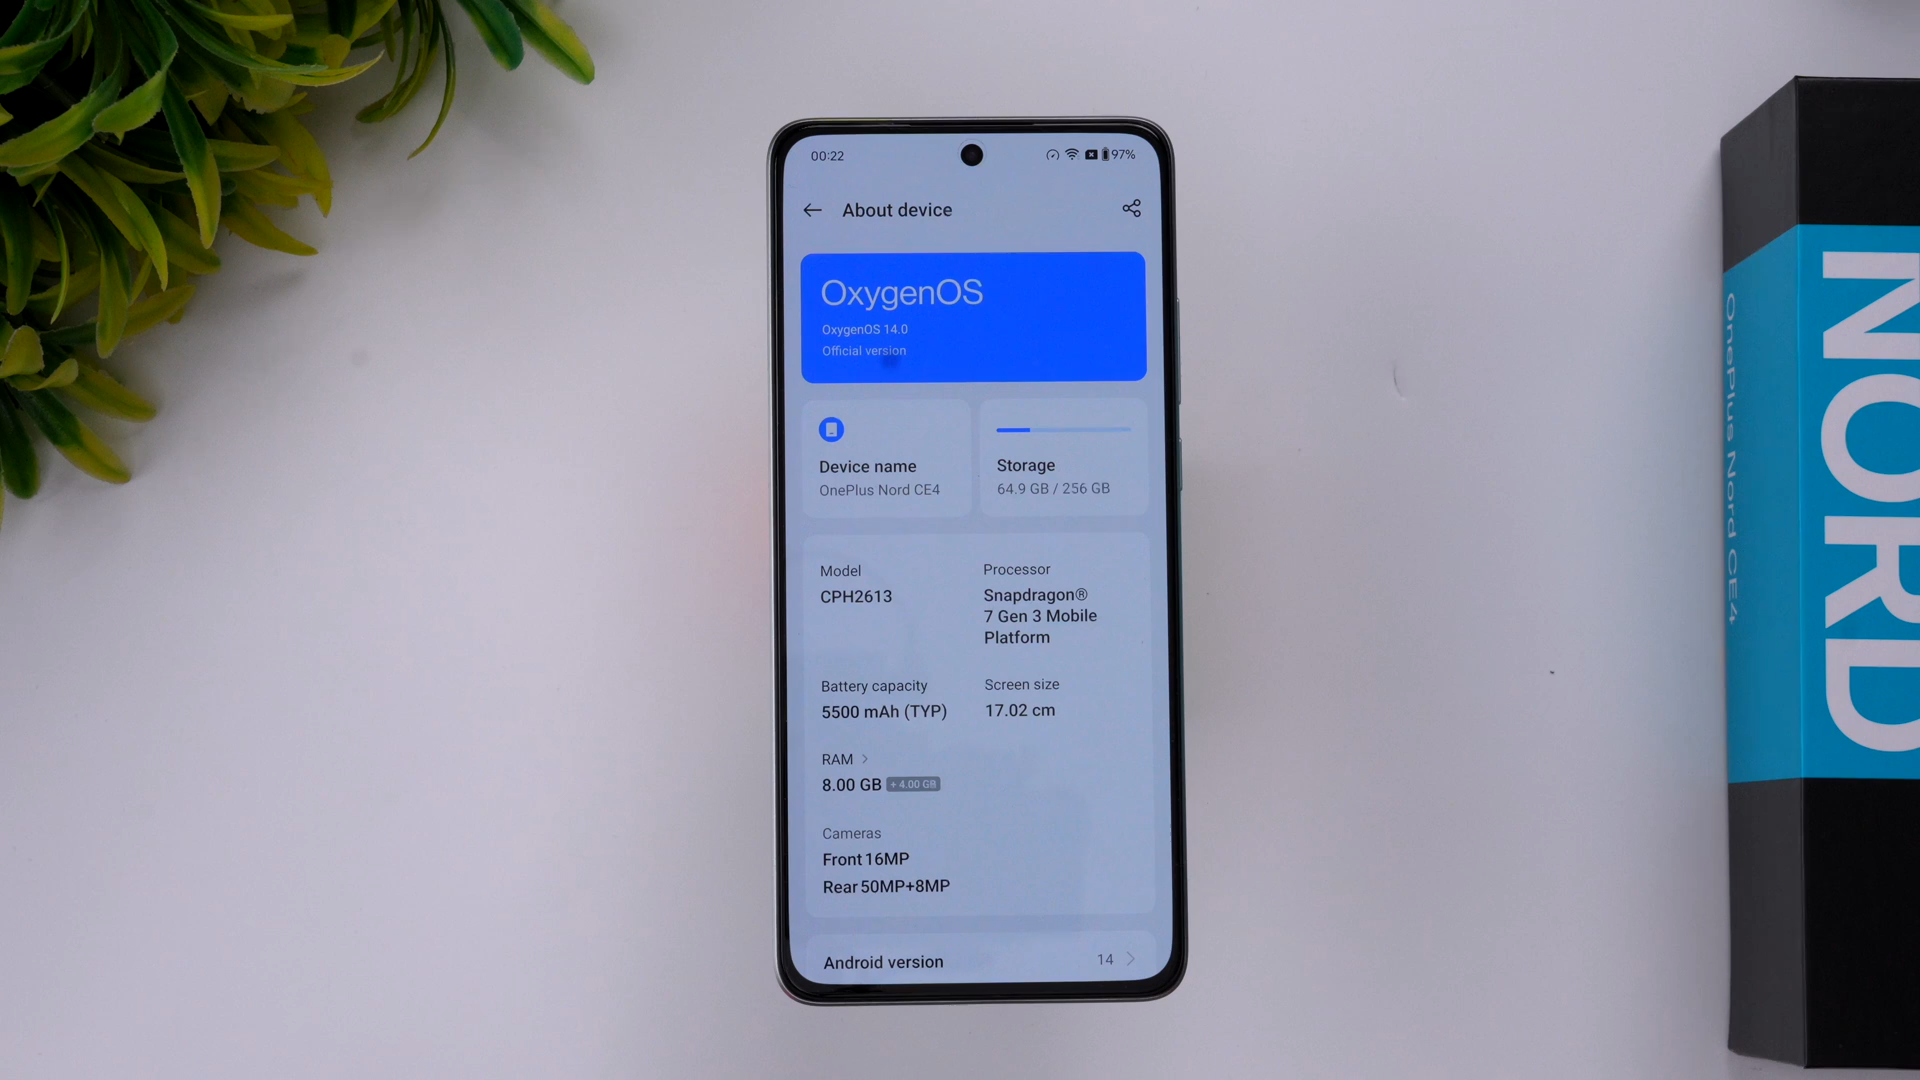 00:22
97%
About device
OxygenOS
OxygenOS 14.0
Official version
Device name
OnePlus Nord CE4
Storage
64.9 GB / 256 GB
Model
CPH2613
Processor
Snapdragon®
7 Gen 3 Mobile
Platform
Battery capacity
5500 mAh (TYP)
Screen size
17.02 cm
RAM >
8.00 GB + 4.00 GB
Cameras
Front 16MP
Rear 50MP+8MP
Android version
14 >
OnePlus Nord CE4
NORD